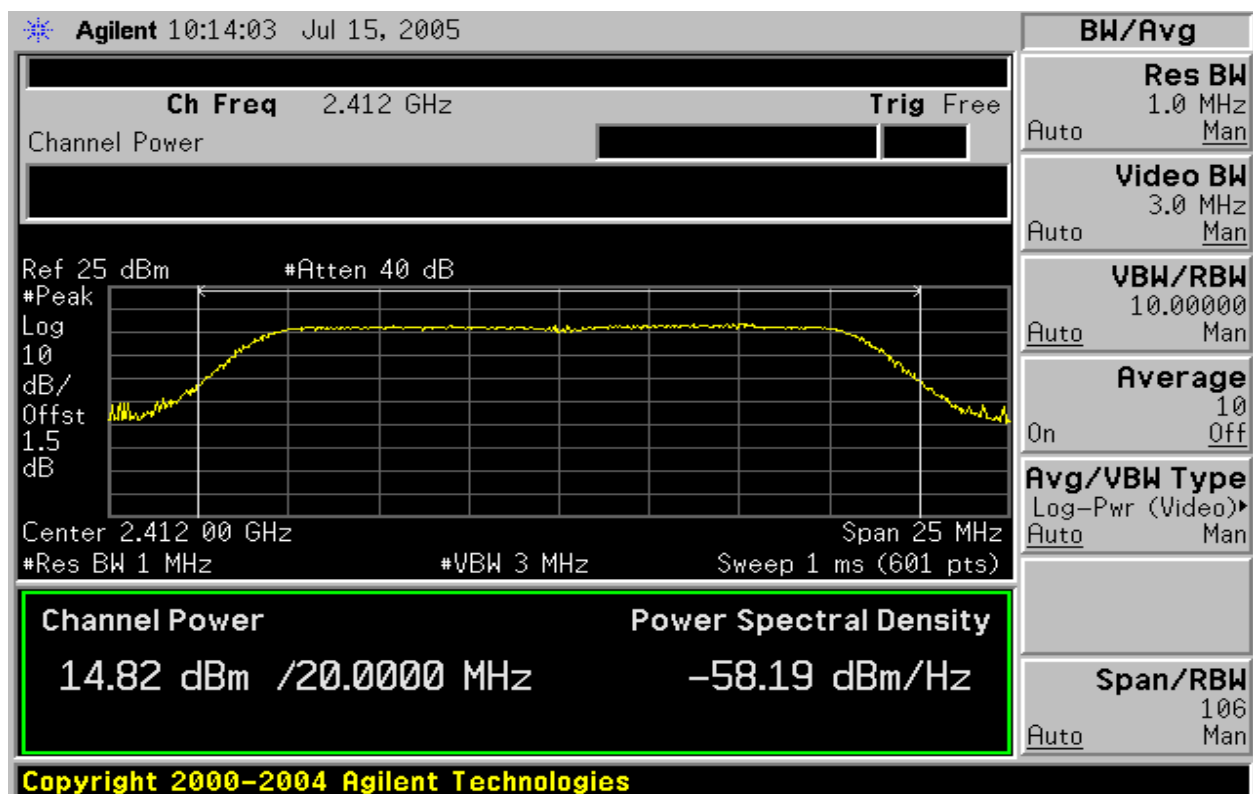 Agilent 10:14:03 Jul 15, 2005
Ch Freq 2.412 GHz Trig Free
Channel Power
Ref 25 dBm #Atten 40 dB
#Peak
Log
10
dB/
Offst
1.5
dB
Center 2.412 00 GHz Span 25 MHz
#Res BW 1 MHz #VBW 3 MHz Sweep 1 ms (601 pts)
Channel Power Power Spectral Density
14.82 dBm /20.0000 MHz -58.19 dBm/Hz
Copyright 2000-2004 Agilent Technologies
BW/Avg
Res BW
1.0 MHz
Auto Man
Video BW
3.0 MHz
Auto Man
VBW/RBW
10.00000
Auto Man
Average
10
On Off
Avg/VBW Type
Log-Pwr (Video)
Auto Man
Span/RBW
106
Auto Man